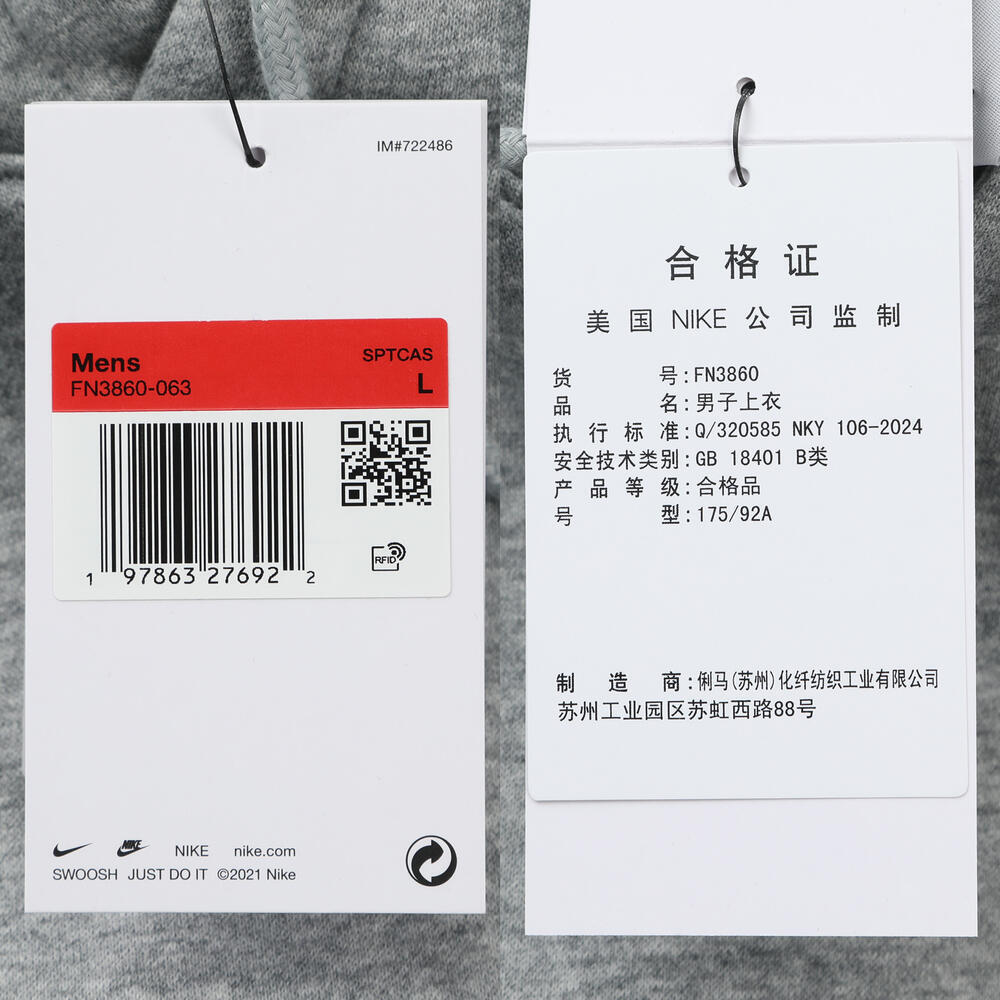 IM#722486
Mens
SPTCAS
FN3860-063
L
1 97863 27692 2
RFID
NIKE
NIKE nike.com
SWOOSH JUST DO IT ©2021 Nike
合格证
美国NIKE公司监制
货号:FN3860
品名:男子上衣
执行标准:Q/320585 NKY 106-2024
安全技术类别:GB 18401 B类
产品等级:合格品
号型:175/92A
制造商:俐马(苏州)化纤纺织工业有限公司
苏州工业园区苏虹西路88号